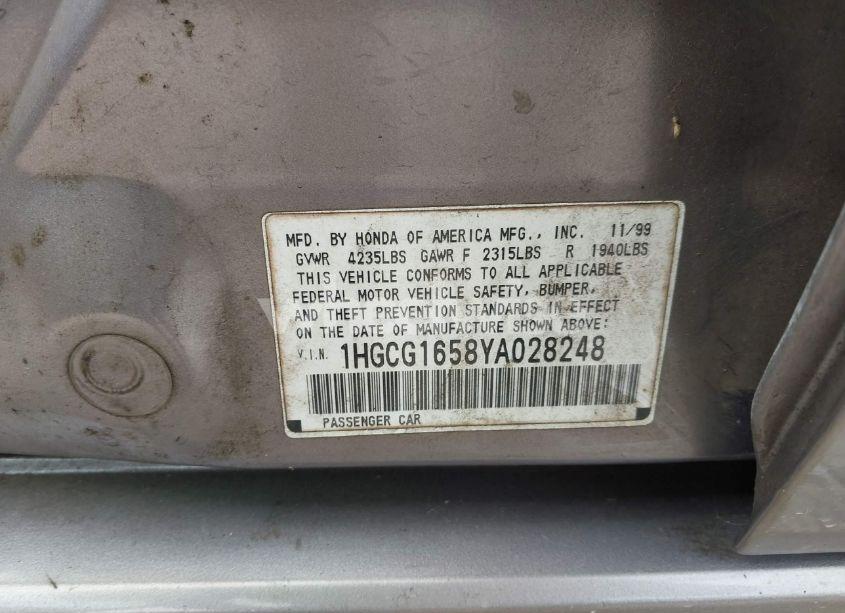 MFD. BY HONDA OF AMERICA MFG., INC. 11/99
GVWR 4235LBS GAWR F 2315LBS R 1940LBS
THIS VEHICLE CONFORMS TO ALL APPLICABLE
FEDERAL MOTOR VEHICLE SAFETY, BUMPER,
AND THEFT PREVENTION STANDARDS IN EFFECT
ON THE DATE OF MANUFACTURE SHOWN ABOVE:
V.I.N. 1HGCG1658YA028248
PASSENGER CAR